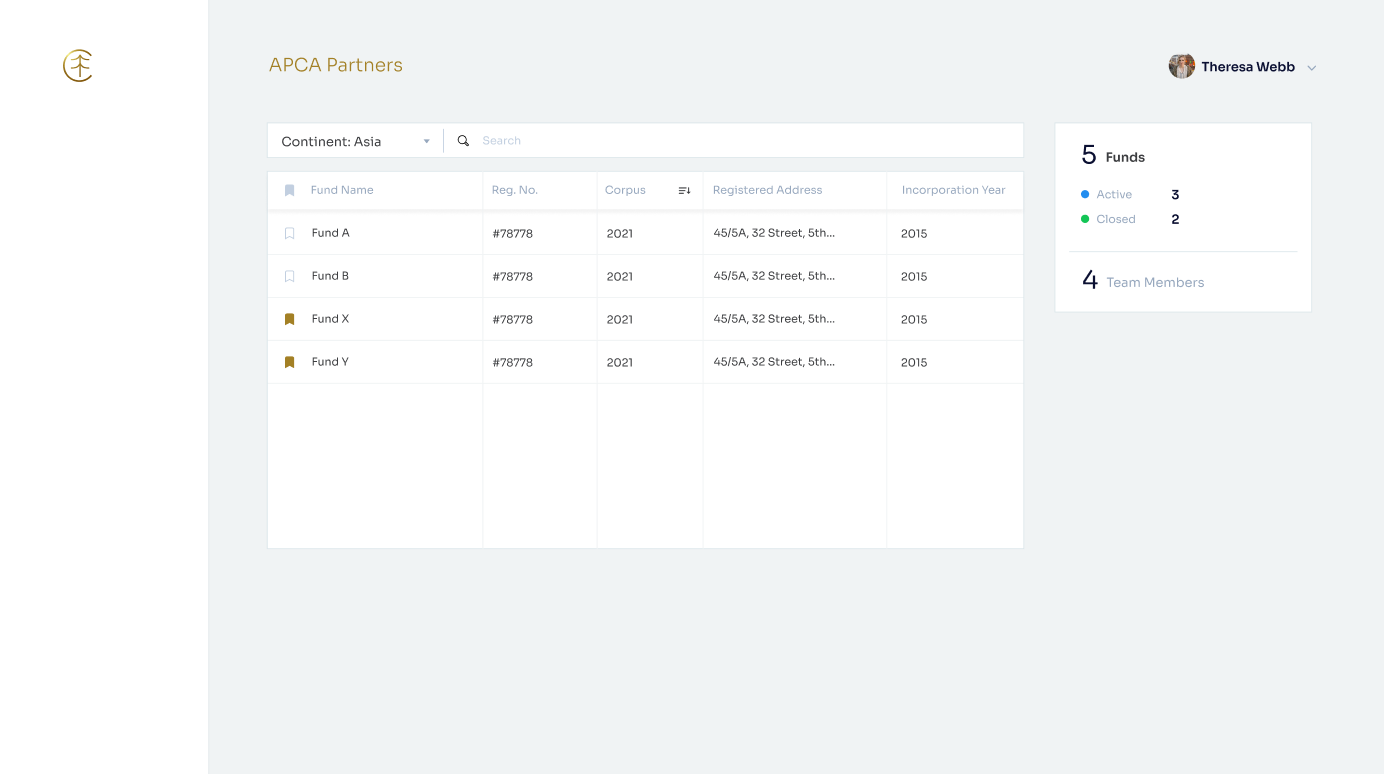 APCA Partners
Theresa Webb
Continent: Asia
Search
Fund Name Reg. No. Corpus Registered Address Incorporation Year
Fund A #78778 2021 45/5A, 32 Street, 5th... 2015
Fund B #78778 2021 45/5A, 32 Street, 5th... 2015
Fund X #78778 2021 45/5A, 32 Street, 5th... 2015
Fund Y #78778 2021 45/5A, 32 Street, 5th... 2015
5 Funds
Active 3
Closed 2
4 Team Members